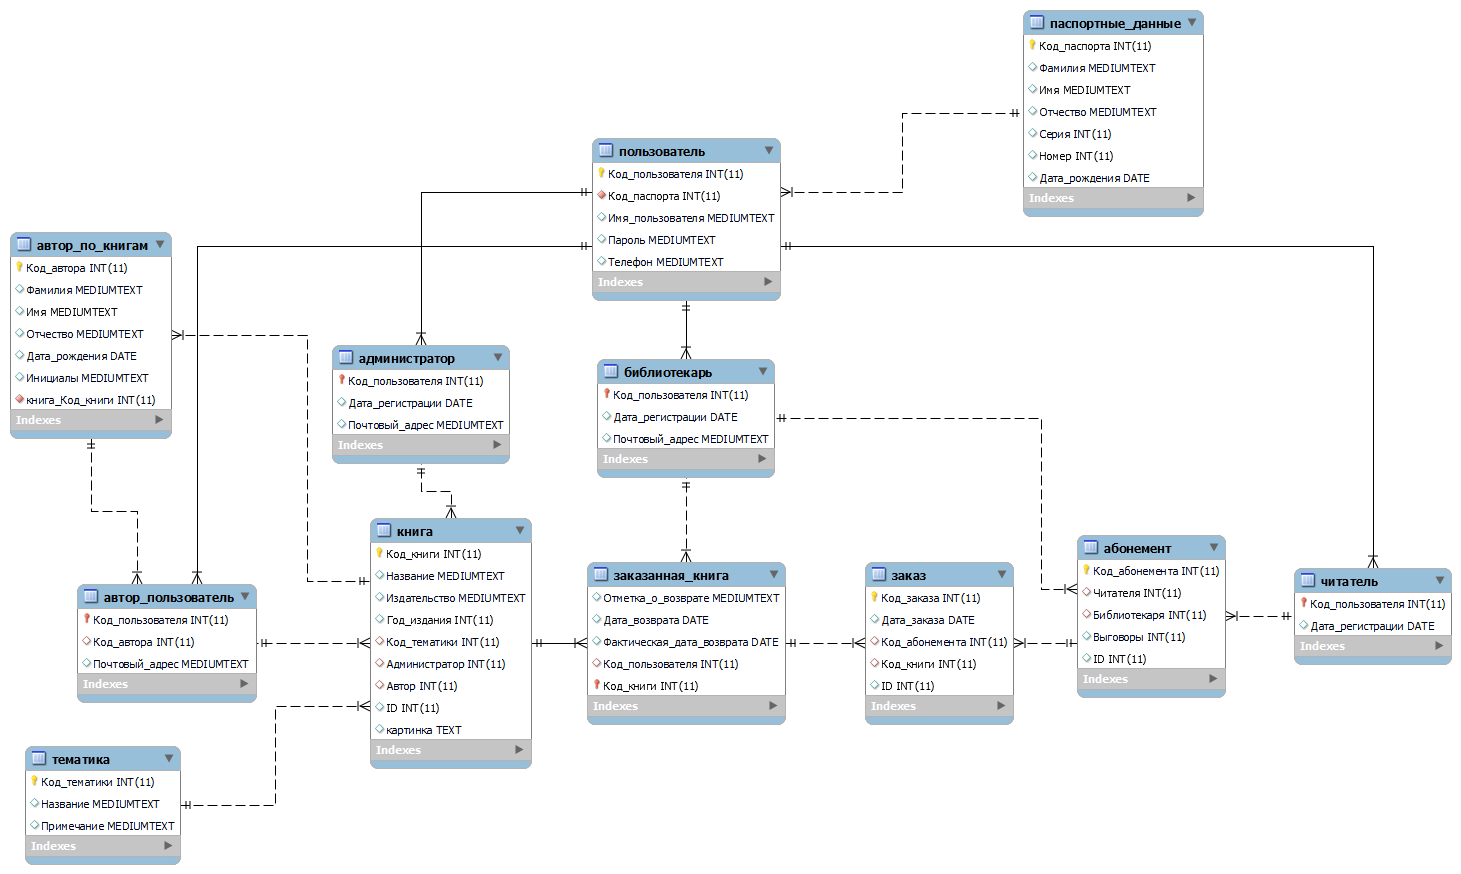 паспортные_данные
Код_паспорта INT(11)
Фамилия MEDIUMTEXT
Имя MEDIUMTEXT
Отчество MEDIUMTEXT
Серия INT(11)
Номер INT(11)
Дата_рождения DATE
Indexes
пользователь
Код_пользователя INT(11)
Код_паспорта INT(11)
Имя_пользователя MEDIUMTEXT
Пароль MEDIUMTEXT
Телефон MEDIUMTEXT
Indexes
автор_по_книгам
Код_автора INT(11)
Фамилия MEDIUMTEXT
Имя MEDIUMTEXT
Отчество MEDIUMTEXT
Дата_рождения DATE
Инициалы MEDIUMTEXT
книга_Код_книги INT(11)
Indexes
администратор
Код_пользователя INT(11)
Дата_регистрации DATE
Почтовый_адрес MEDIUMTEXT
Indexes
библиотекарь
Код_пользователя INT(11)
Дата_регистрации DATE
Почтовый_адрес MEDIUMTEXT
Indexes
книга
Код_книги INT(11)
Название MEDIUMTEXT
Издательство MEDIUMTEXT
Год_издания INT(11)
Код_тематики INT(11)
Администратор INT(11)
Автор INT(11)
ID INT(11)
картинка TEXT
Indexes
заказанная_книга
Отметка_о_возврате MEDIUMTEXT
Дата_возврата DATE
Фактическая_дата_возврата DATE
Код_пользователя INT(11)
Код_книги INT(11)
Indexes
заказ
Код_заказа INT(11)
Дата_заказа DATE
Код_абонемента INT(11)
Код_книги INT(11)
ID INT(11)
Indexes
абонемент
Код_абонемента INT(11)
Читателя INT(11)
Библиотекаря INT(11)
Выговоры INT(11)
ID INT(11)
Indexes
читатель
Код_пользователя INT(11)
Дата_регистрации DATE
Indexes
автор_пользователь
Код_пользователя INT(11)
Код_автора INT(11)
Почтовый_адрес MEDIUMTEXT
Indexes
тематика
Код_тематики INT(11)
Название MEDIUMTEXT
Примечание MEDIUMTEXT
Indexes